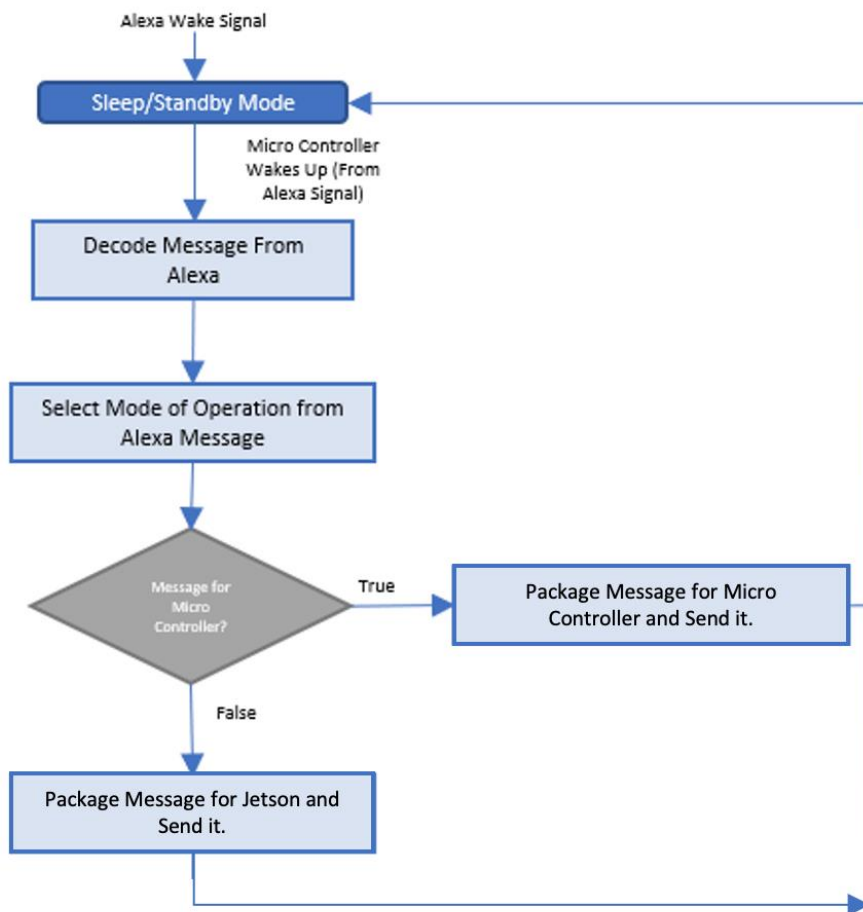 Alexa Wake Signal
Sleep/Standby Mode
Micro Controller
Wakes Up (From
Alexa Signal)
Decode Message From
Alexa
Select Mode of Operation from
Alexa Message
Message for
Micro
Controller?
True
Package Message for Micro
Controller and Send it.
False
Package Message for Jetson and
Send it.